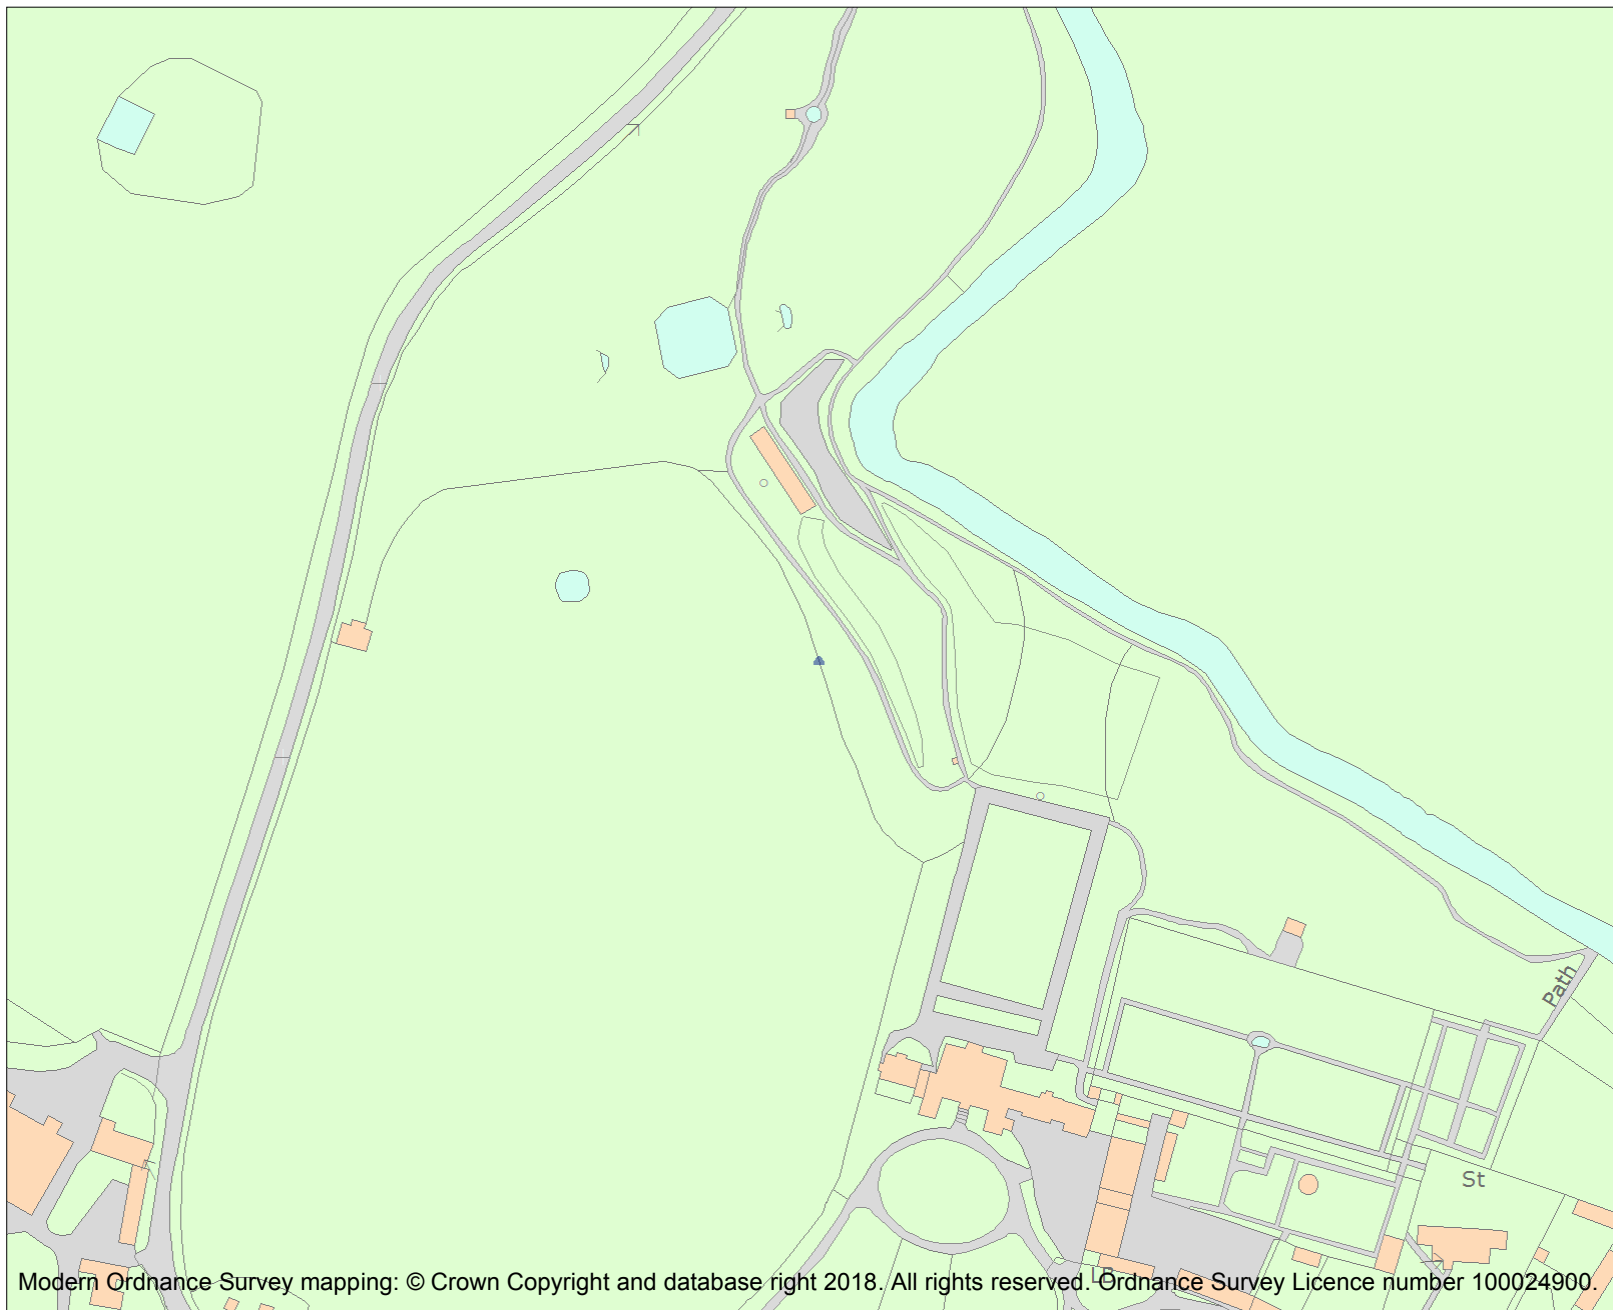 Path
St
LB
Modern Ordnance Survey mapping: © Crown Copyright and database right 2018. All rights reserved. Ordnance Survey Licence number 100024900.